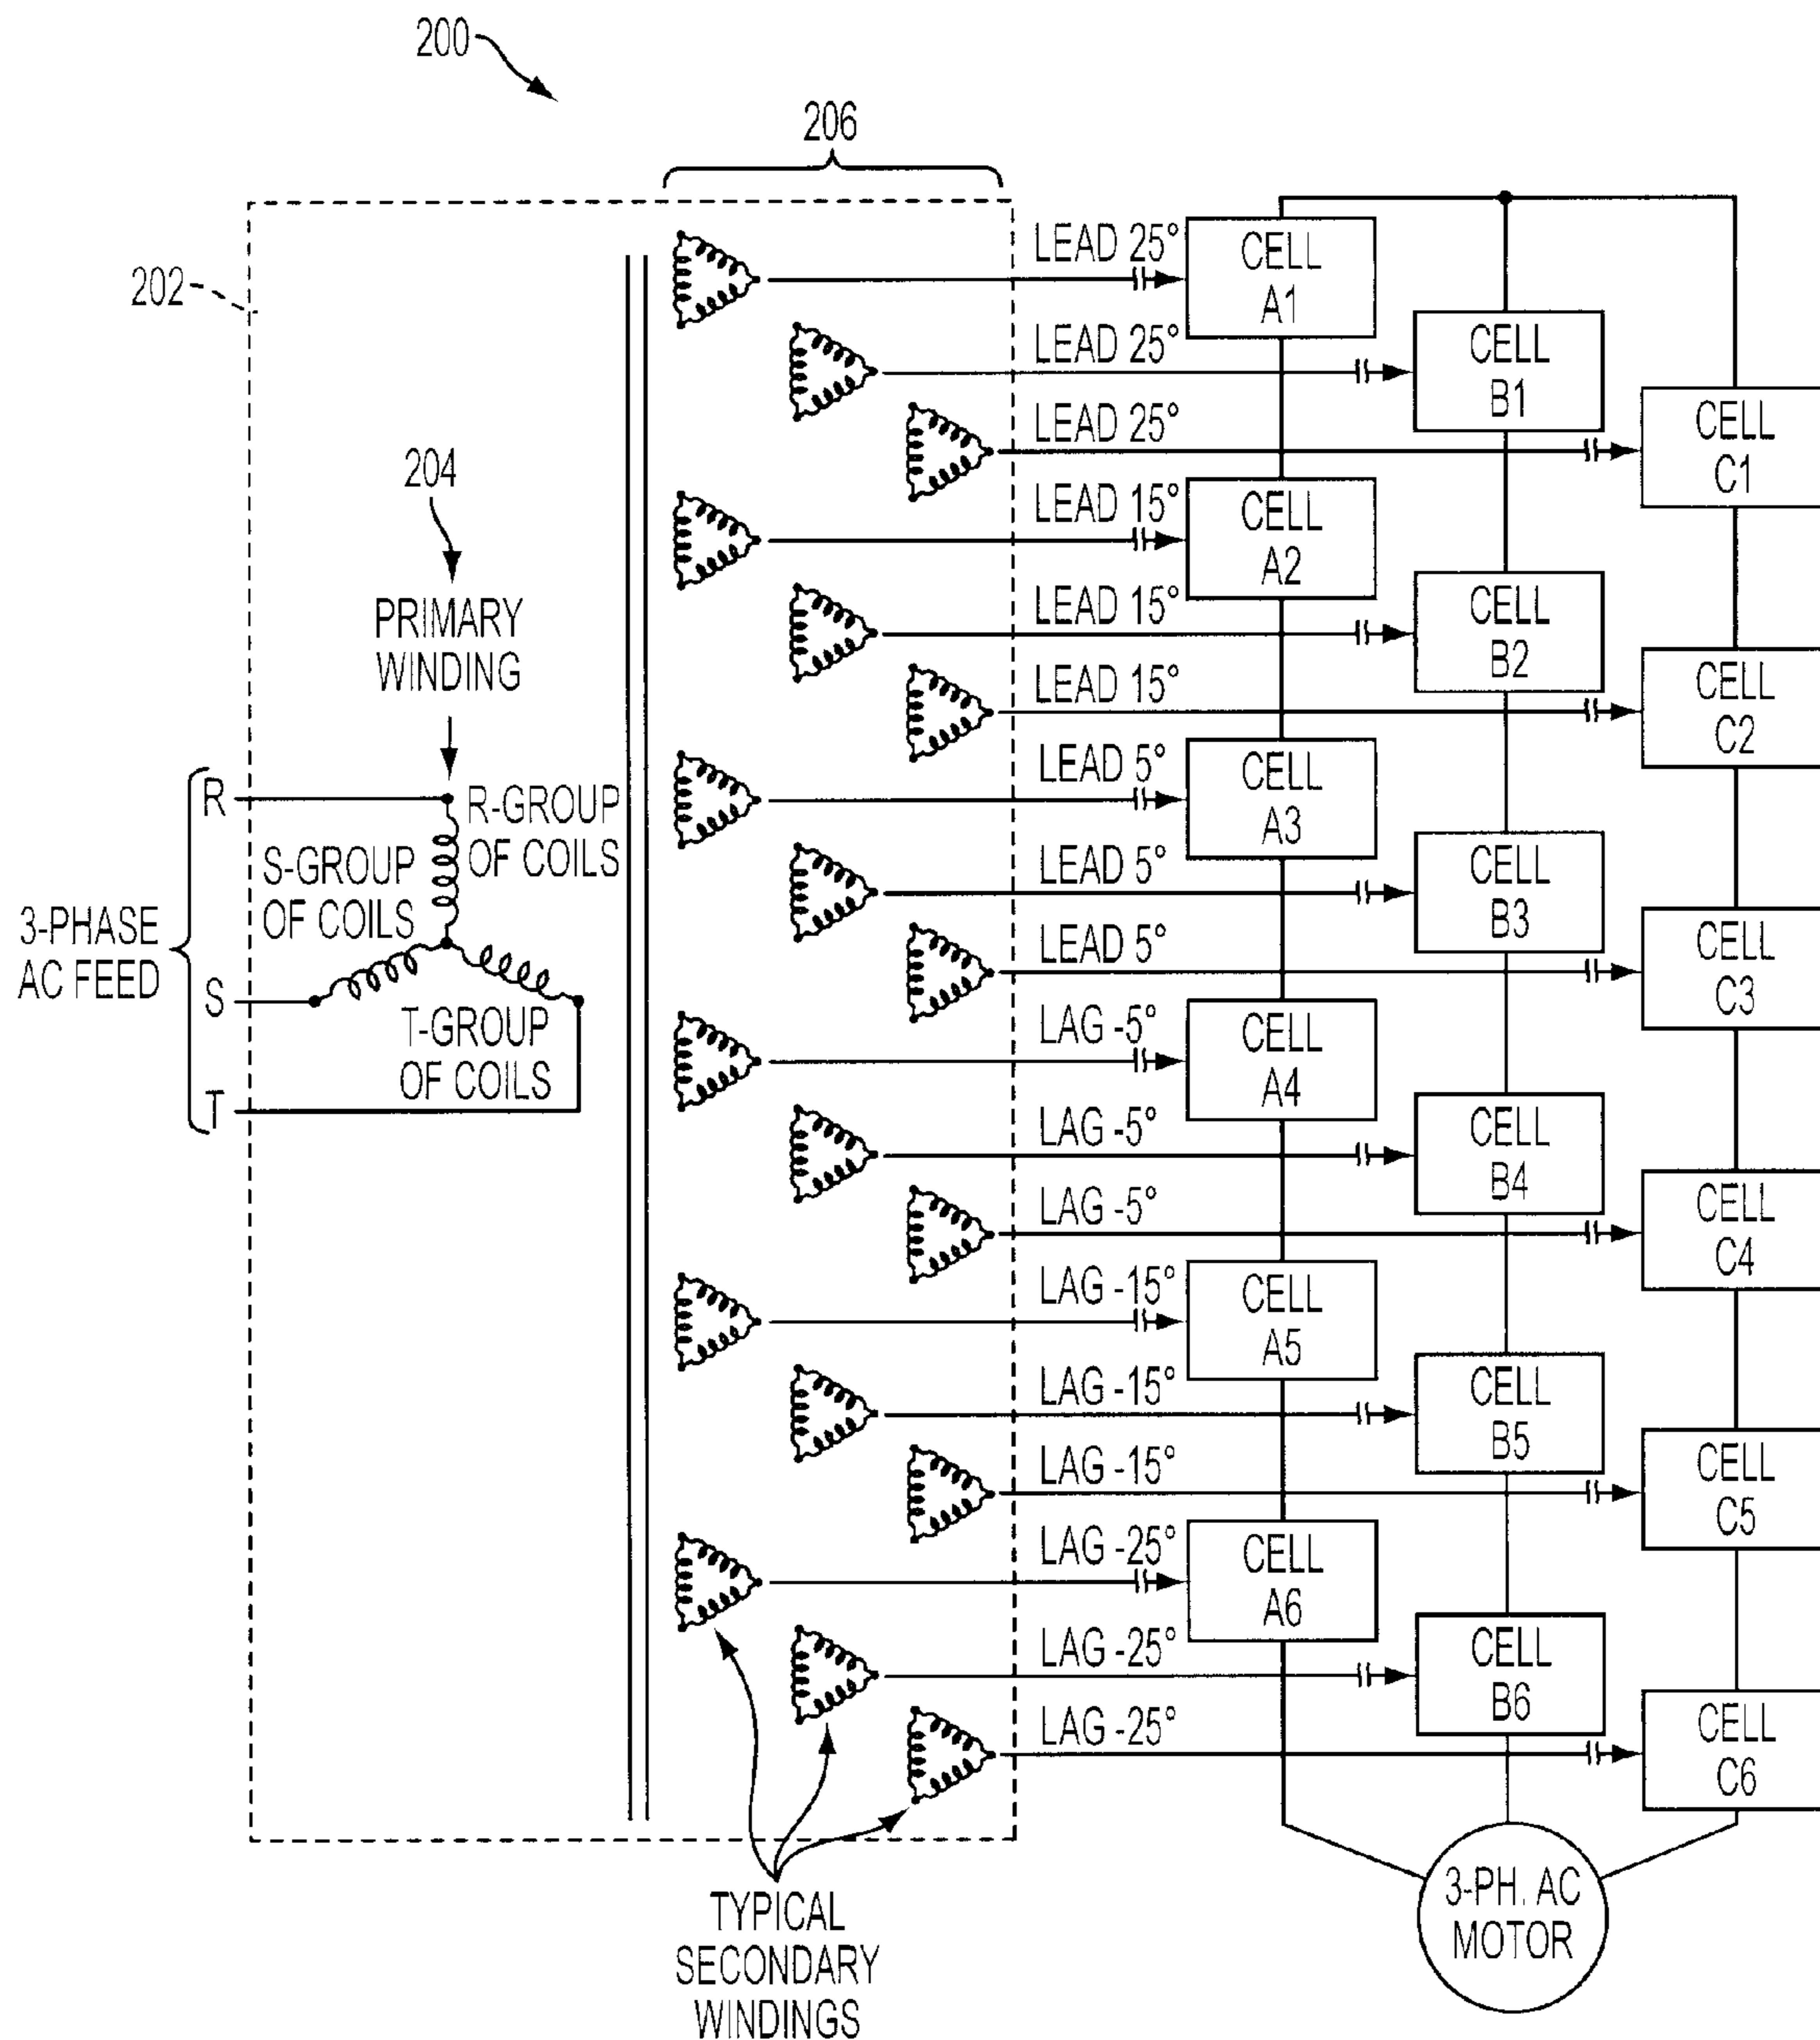 200
206
202
LEAD 25°
CELL
A1
LEAD 25°
CELL
B1
LEAD 25°
CELL
C1
204
PRIMARY
WINDING
LEAD 15°
CELL
A2
LEAD 15°
CELL
B2
LEAD 15°
CELL
C2
3-PHASE
AC FEED
R
S
T
R-GROUP
OF COILS
S-GROUP
OF COILS
T-GROUP
OF COILS
LEAD 5°
CELL
A3
LEAD 5°
CELL
B3
LEAD 5°
CELL
C3
LAG -5°
CELL
A4
LAG -5°
CELL
B4
LAG -5°
CELL
C4
LAG -15°
CELL
A5
LAG -15°
CELL
B5
LAG -15°
CELL
C5
LAG -25°
CELL
A6
LAG -25°
CELL
B6
LAG -25°
CELL
C6
TYPICAL
SECONDARY
WINDINGS
3-PH. AC
MOTOR